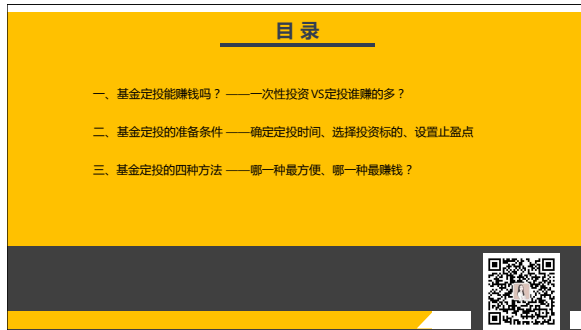 目 录
一、基金定投能赚钱吗？ ——一次性投资 VS定投谁赚的多？
二、基金定投的准备条件 ——确定定投时间、选择投资标的、设置止盈点
三、基金定投的四种方法 ——哪一种最方便、哪一种最赚钱？